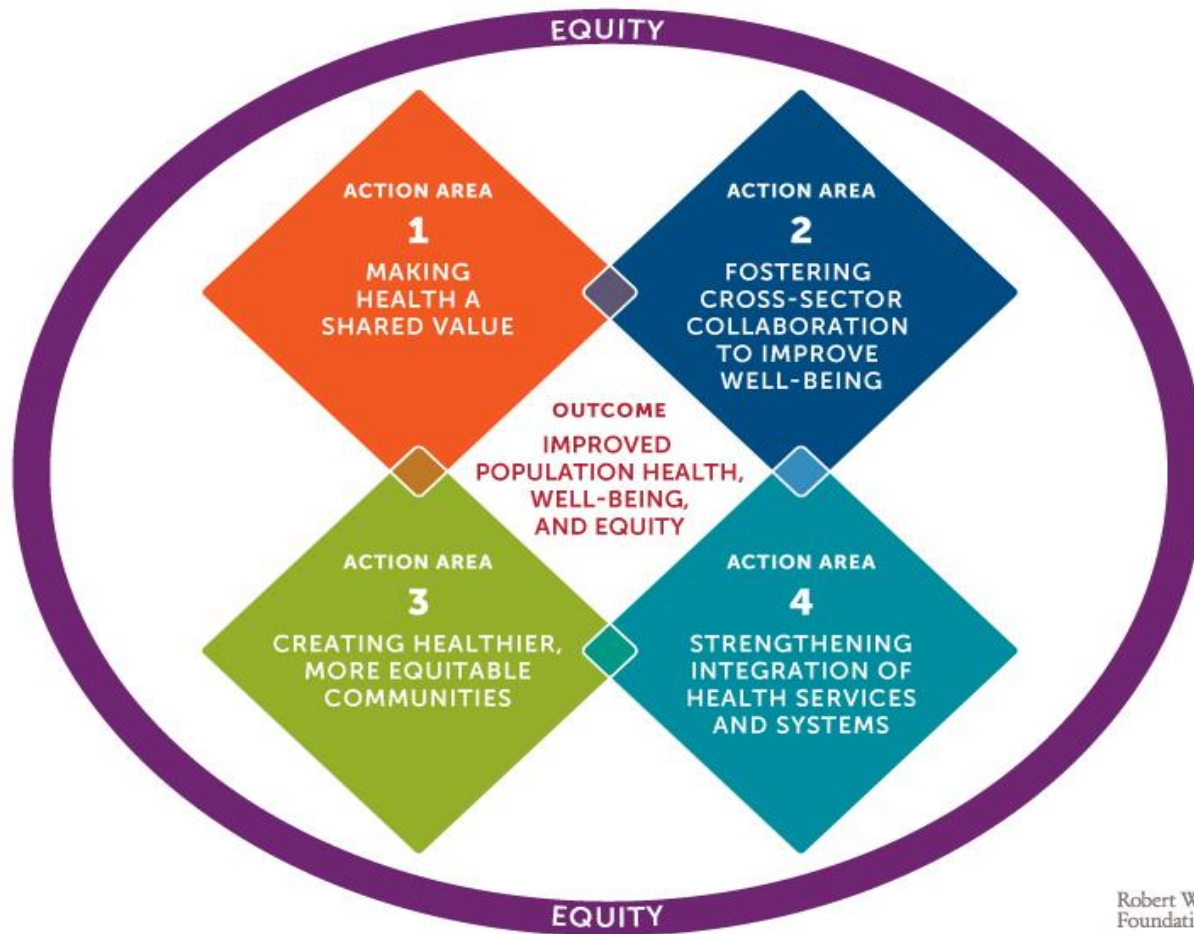 EQUITY
ACTION AREA
1
MAKING
HEALTH A
SHARED VALUE
ACTION AREA
2
FOSTERING
CROSS-SECTOR
COLLABORATION
TO IMPROVE
WELL-BEING
OUTCOME
IMPROVED
POPULATION HEALTH,
WELL-BEING,
AND EQUITY
ACTION AREA
3
CREATING HEALTHIER,
MORE EQUITABLE
COMMUNITIES
ACTION AREA
4
STRENGTHENING
INTEGRATION OF
HEALTH SERVICES
AND SYSTEMS
EQUITY
Robert W
Foundati